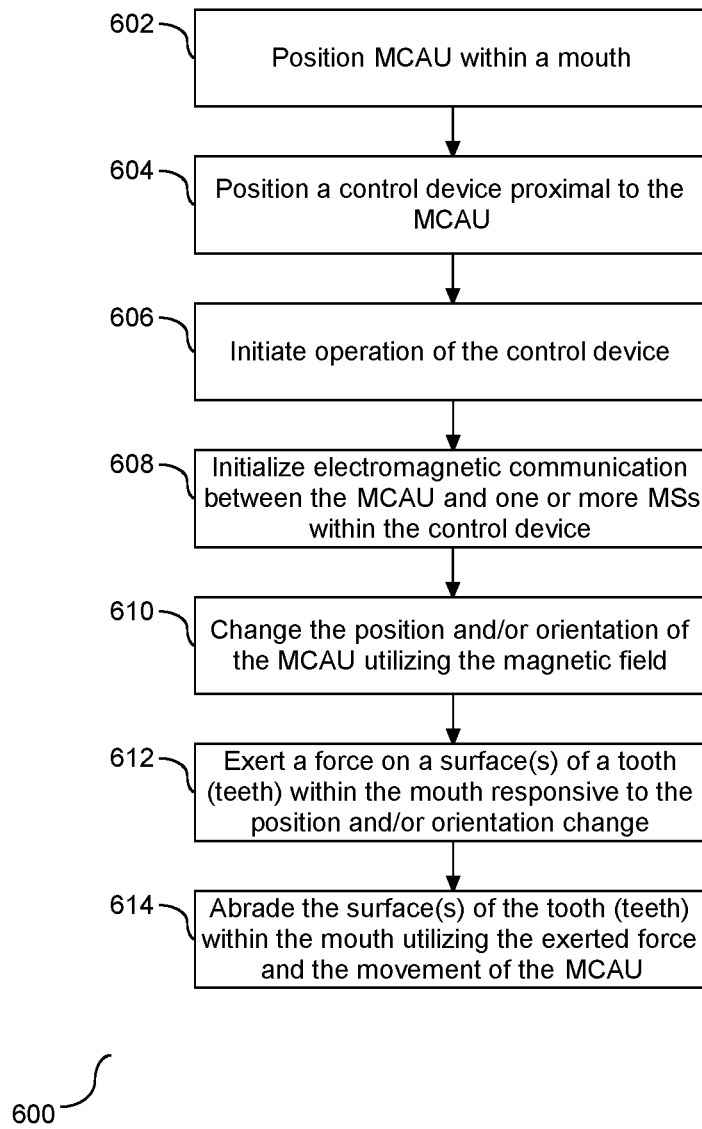 602
Position MCAU within a mouth
604
Position a control device proximal to the
MCAU
606
Initiate operation of the control device
608
Initialize electromagnetic communication
between the MCAU and one or more MSs
within the control device
610
Change the position and/or orientation of
the MCAU utilizing the magnetic field
612
Exert a force on a surface(s) of a tooth
(teeth) within the mouth responsive to the
position and/or orientation change
614
Abrade the surface(s) of the tooth (teeth)
within the mouth utilizing the exerted force
and the movement of the MCAU
600